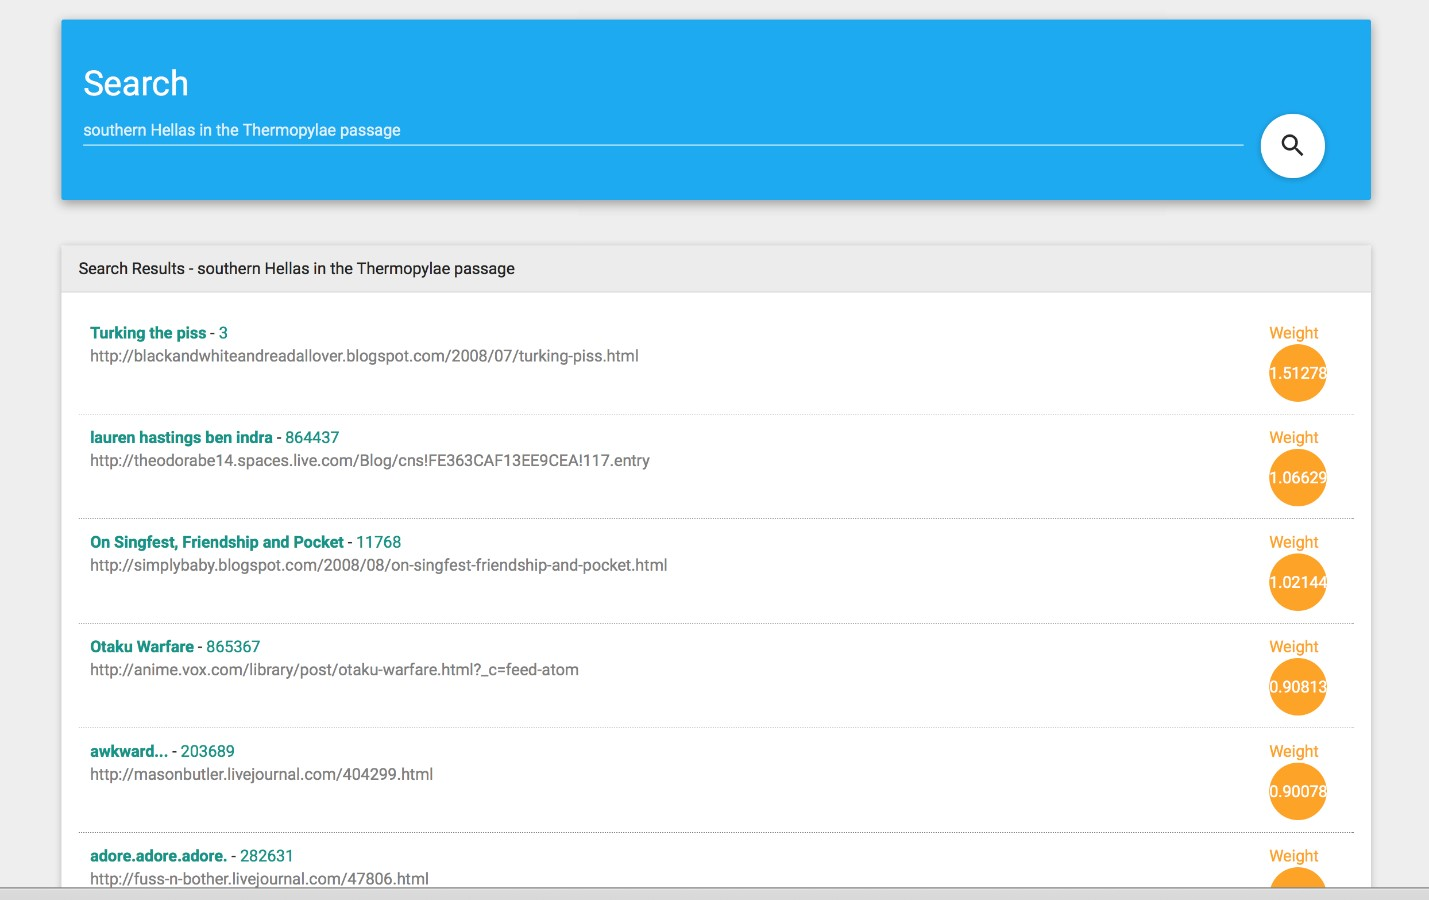 Search
southern Hellas in the Thermopylae passage
Search Results - southern Hellas in the Thermopylae passage
Turking the piss - 3
Weight
http://blackandwhiteandreadallover.blogspot.com/2008/07/turking-piss.html
1.51278
lauren hastings ben indra - 864437
Weight
http://theodorabe14.spaces.live.com/Blog/cns!FE363CAF13EE9CEA!117.entry
1.06629
On Singfest, Friendship and Pocket - 11768
Weight
http://simplybaby.blogspot.com/2008/08/on-singfest-friendship-and-pocket.html
1.02144
Otaku Warfare - 865367
Weight
http://anime.vox.com/library/post/otaku-warfare.html?_c=feed-atom
0.90813
awkward... - 203689
Weight
http://masonbutler.livejournal.com/404299.html
0.90078
adore.adore.adore. - 282631
Weight
http://fuss-n-bother.livejournal.com/47806.html